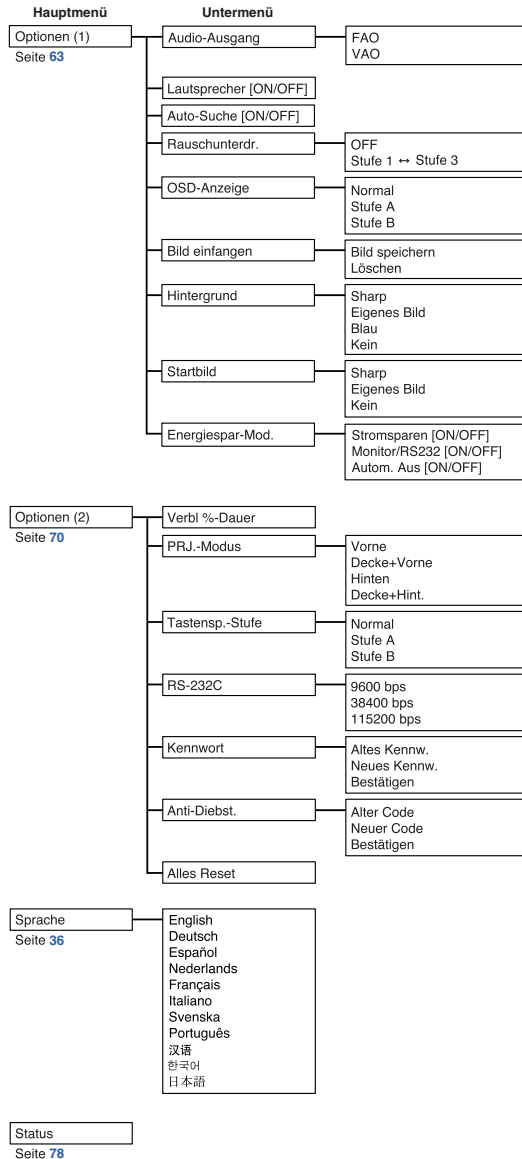 Hauptmenü Untermenü
Optionen (1) Audio-Ausgang FAO
VAO
Seite 63
Lautsprecher [ON/OFF]
Auto-Suche [ON/OFF]
Rauschunterdr. OFF
Stufe 1 ↔ Stufe 3
OSD-Anzeige Normal
Stufe A
Stufe B
Bild einfangen Bild speichern
Löschen
Hintergrund Sharp
Eigenes Bild
Blau
Kein
Startbild Sharp
Eigenes Bild
Kein
Energiespar-Mod. Stromsparen [ON/OFF]
Monitor/RS232 [ON/OFF]
Autom. Aus [ON/OFF]
Optionen (2) Verbl %-Dauer
Seite 70
PRJ.-Modus Vorne
Decke+Vorne
Hinten
Decke+Hint.
Tastensp.-Stufe Normal
Stufe A
Stufe B
RS-232C 9600 bps
38400 bps
115200 bps
Kennwort Altes Kennw.
Neues Kennw.
Bestätigen
Anti-Diebst. Alter Code
Neuer Code
Bestätigen
Alles Reset
Sprache English
Seite 36
Deutsch
Español
Nederlands
Français
Italiano
Svenska
Português
汉语
한국어
日本語
Status
Seite 78